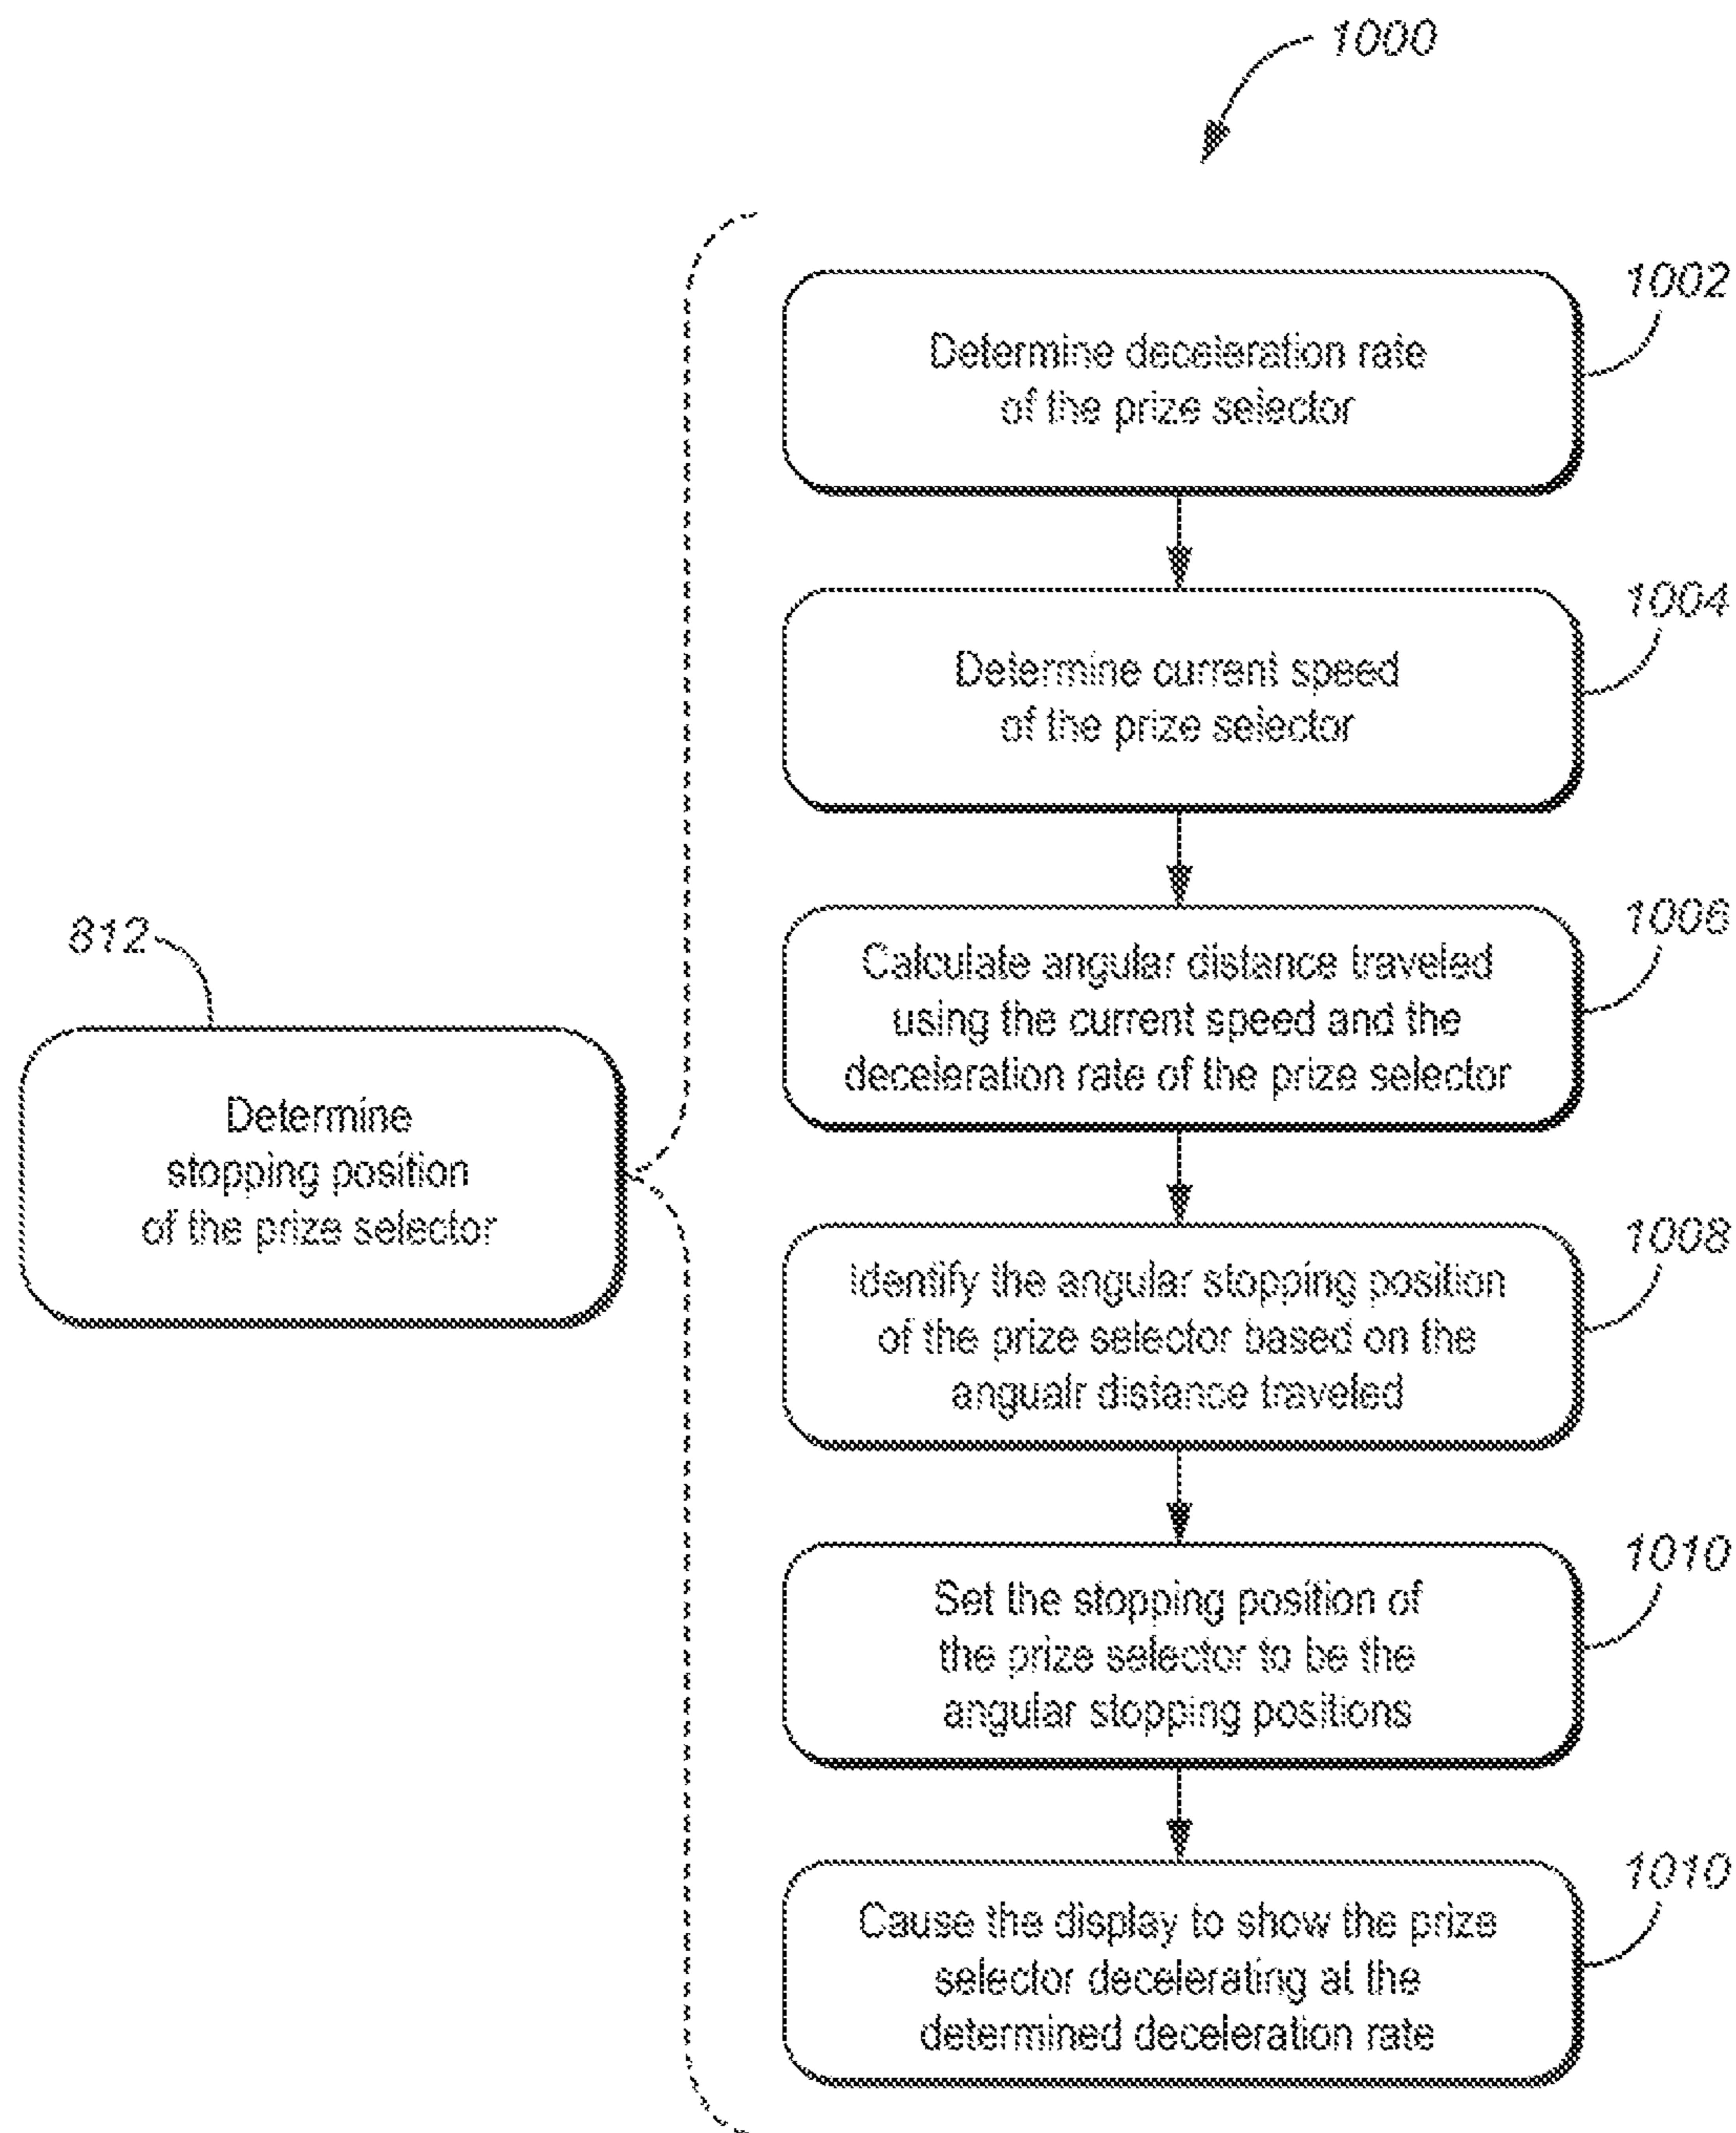 1000
1002
Determine deceleration rate
of the prize selector
1004
Determine current speed
of the prize selector
1006
Calculate angular distance traveled
using the current speed and the
deceleration rate of the prize selector
812
Determine
stopping position
of the prize selector
1008
Identify the angular stopping position
of the prize selector based on the
angualr distance traveled
1010
Set the stopping position of
the prize selector to be the
angular stopping positions
1010
Cause the display to show the prize
selector decelerating at the
determined deceleration rate